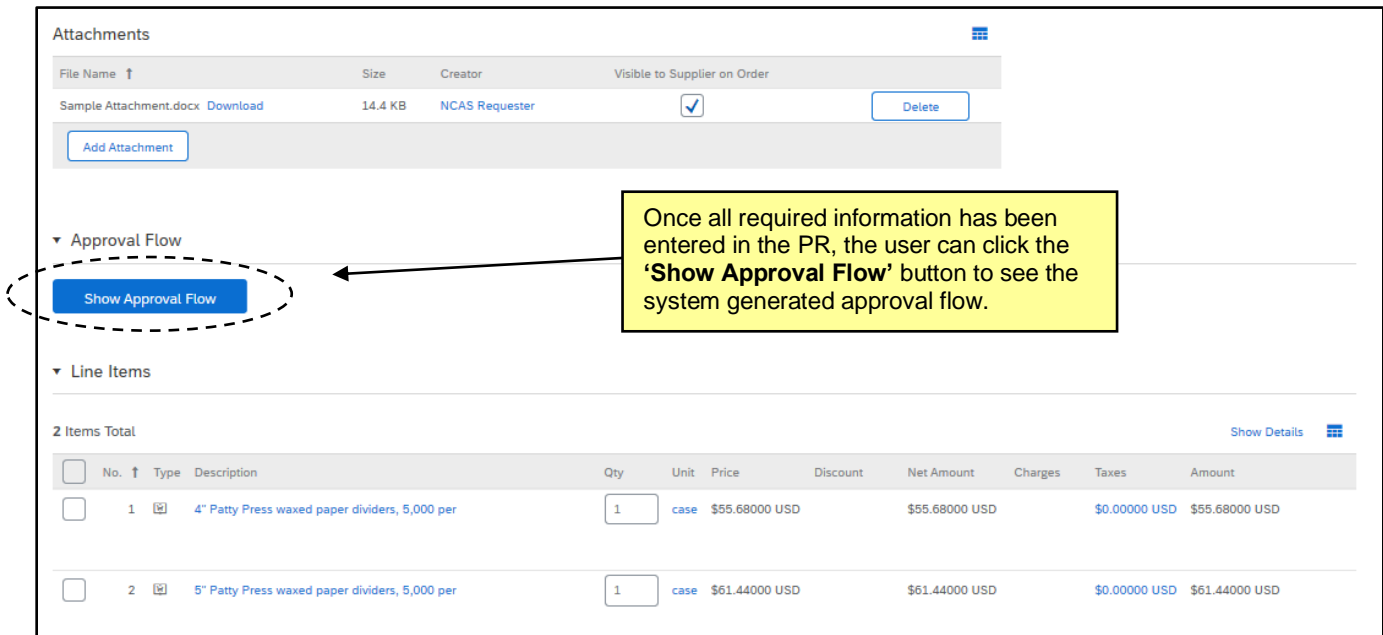 Attachments
File Name ↑ Size Creator Visible to Supplier on Order
Sample Attachment.docx Download 14.4 KB NCAS Requester Delete
Add Attachment
Once all required information has been
entered in the PR, the user can click the
‘Show Approval Flow’ button to see the
system generated approval flow.
Approval Flow
Show Approval Flow
Line Items
2 Items Total Show Details
No. ↑ Type Description Qty Unit Price Discount Net Amount Charges Taxes Amount
1 4" Patty Press waxed paper dividers, 5,000 per 1 case $55.68000 USD $55.68000 USD $0.00000 USD $55.68000 USD
2 5" Patty Press waxed paper dividers, 5,000 per 1 case $61.44000 USD $61.44000 USD $0.00000 USD $61.44000 USD